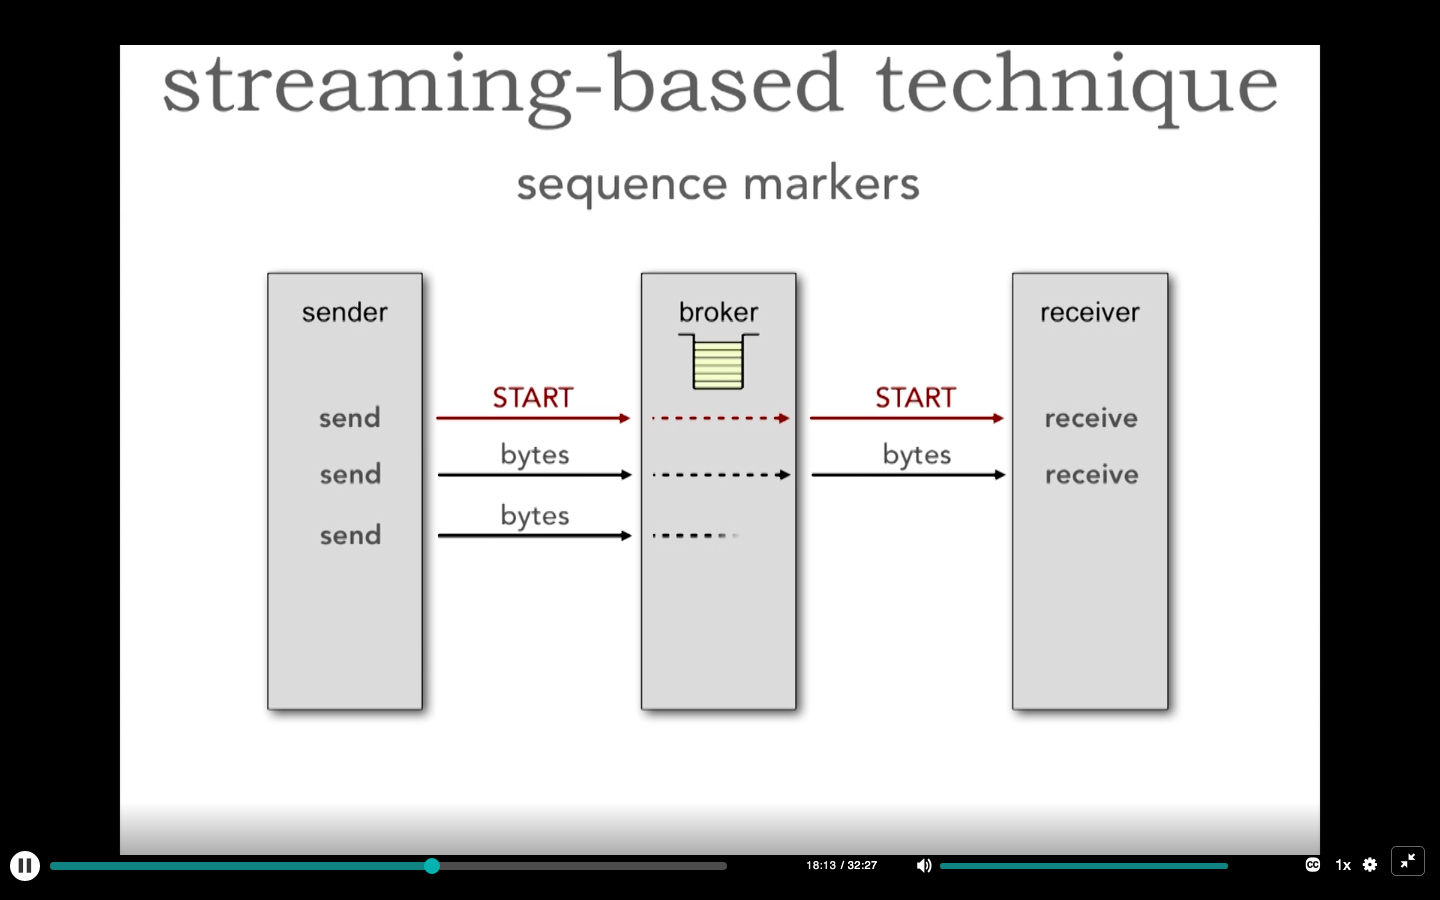 streaming-based technique
sequence markers
sender
broker
receiver
START
START
send
receive
bytes
bytes
send
receive
bytes
send
18:13 / 32:27
CC
1x